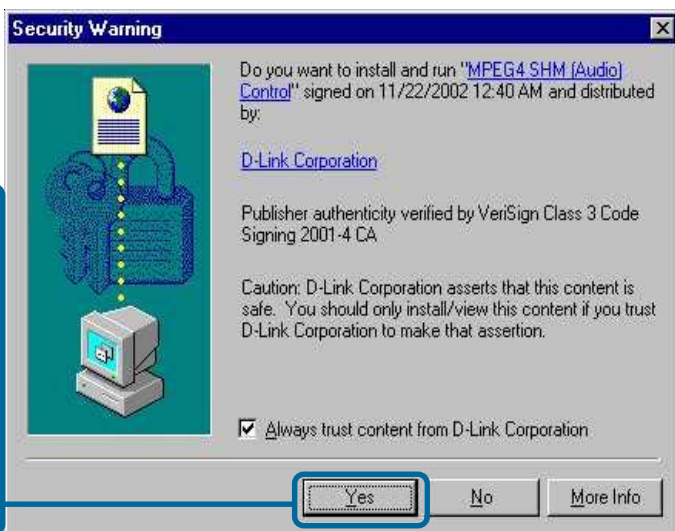 Security Warning
Do you want to install and run "MPEG4 SHM (Audio)
Control" signed on 11/22/2002 12:40 AM and distributed
by:
D-Link Corporation
Publisher authenticity verified by VeriSign Class 3 Code
Signing 2001-4 CA
Caution: D-Link Corporation asserts that this content is
safe. You should only install/view this content if you trust
D-Link Corporation to make that assertion.
Always trust content from D-Link Corporation
Yes No More Info